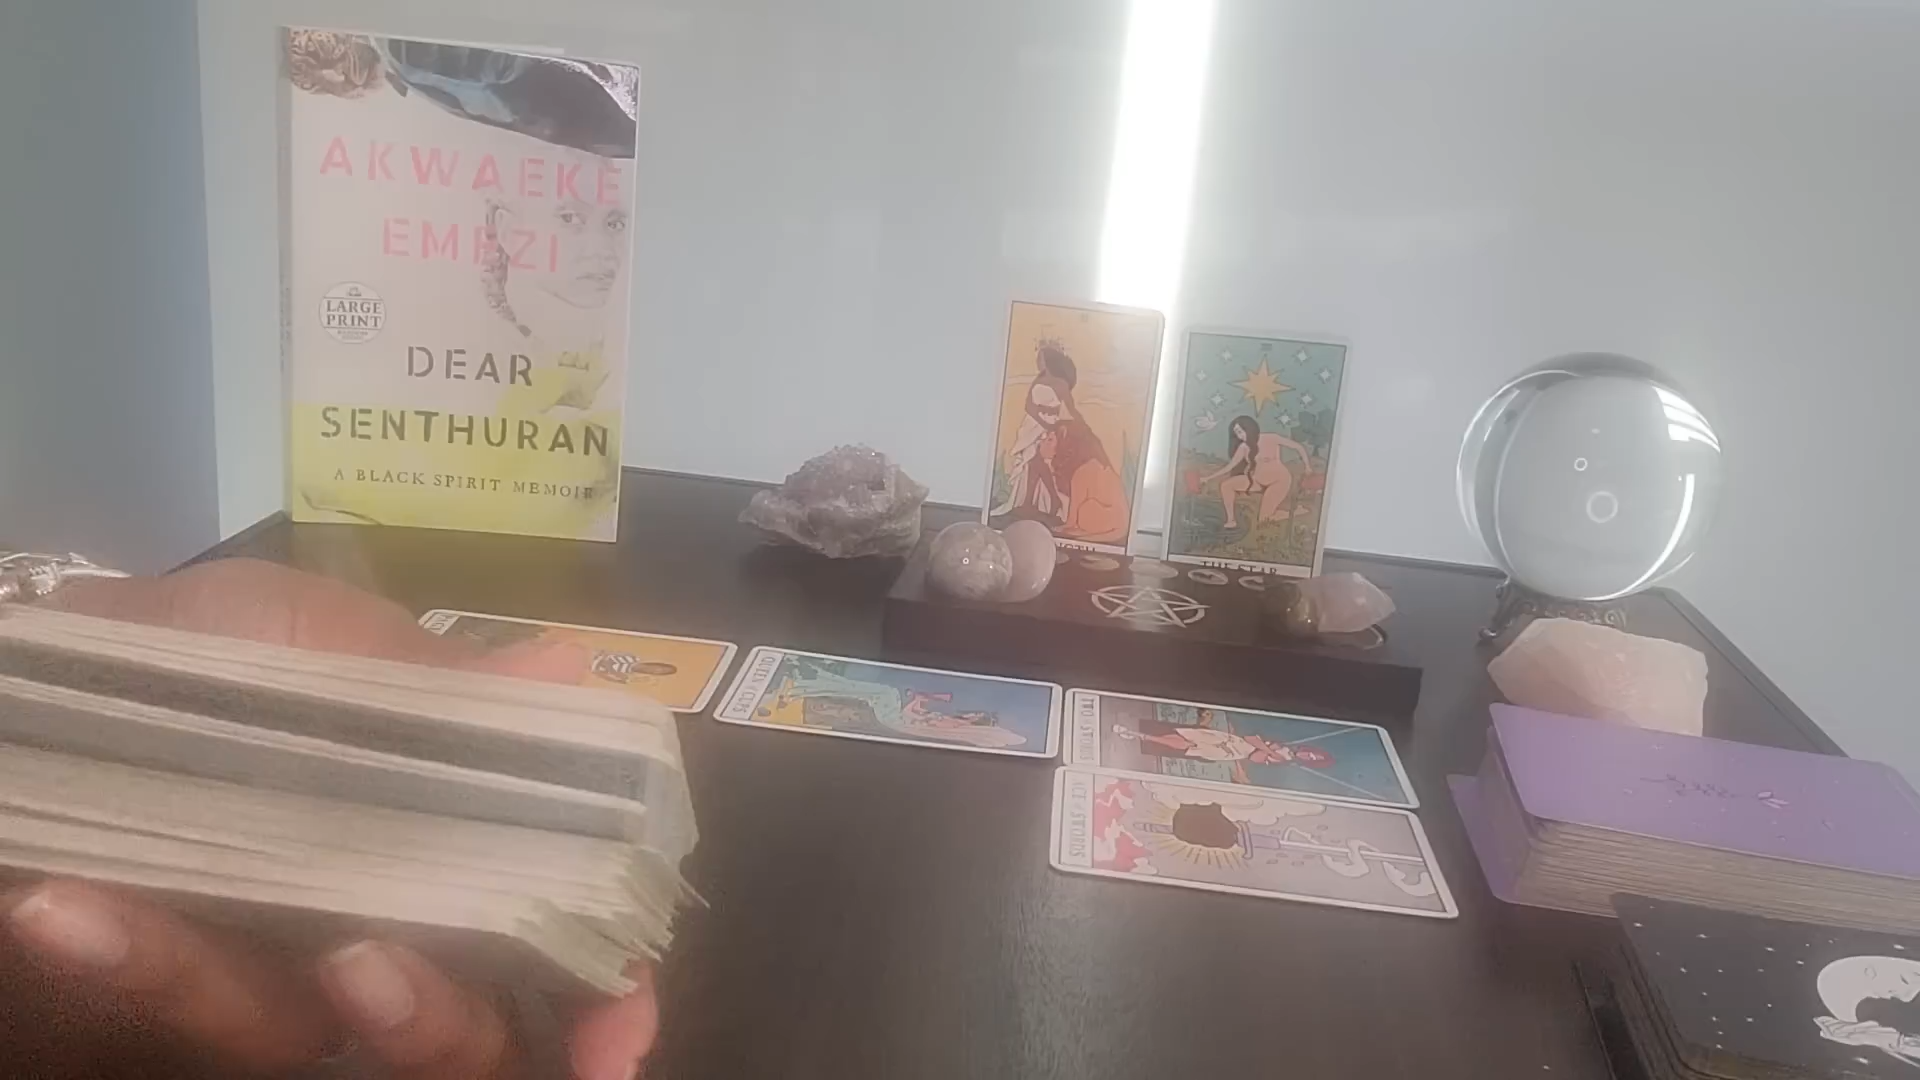 AKWAEKE
EMEZI
LARGE
PRINT
DEAR
SENTHURAN
A BLACK SPIRIT MEMOIR
THE STAR
QUEEN of CUPS
TWO of SWORDS
ACE of SWORDS